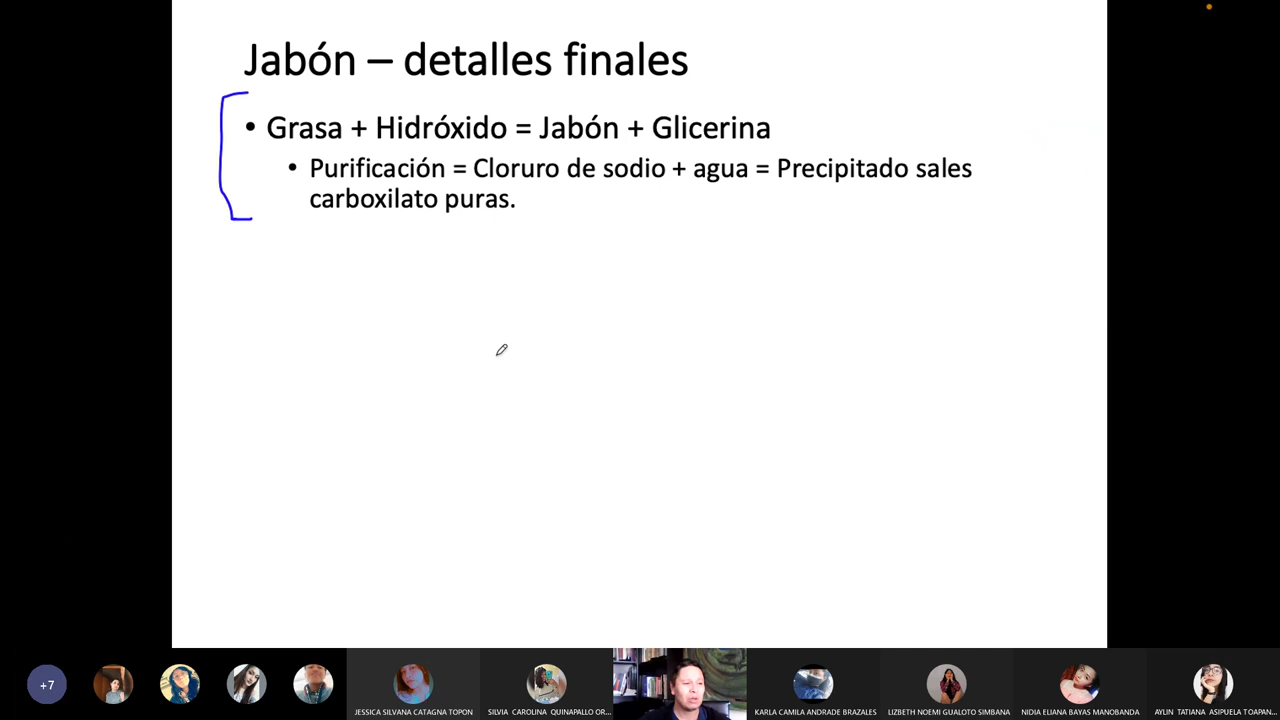 Jabón – detalles finales
• Grasa + Hidróxido = Jabón + Glicerina
• Purificación = Cloruro de sodio + agua = Precipitado sales
carboxilato puras.
+7
JESSICA SILVANA CATAGNA TOPON
SILVIA CAROLINA QUINAPALLO OR...
KARLA CAMILA ANDRADE BRAZALES
LIZBETH NOEMI GUALOTO SIMBANA
NIDIA ELIANA BAYAS MANOBANDA
AYLIN TATIANA ASIPUELA TOAPAN...